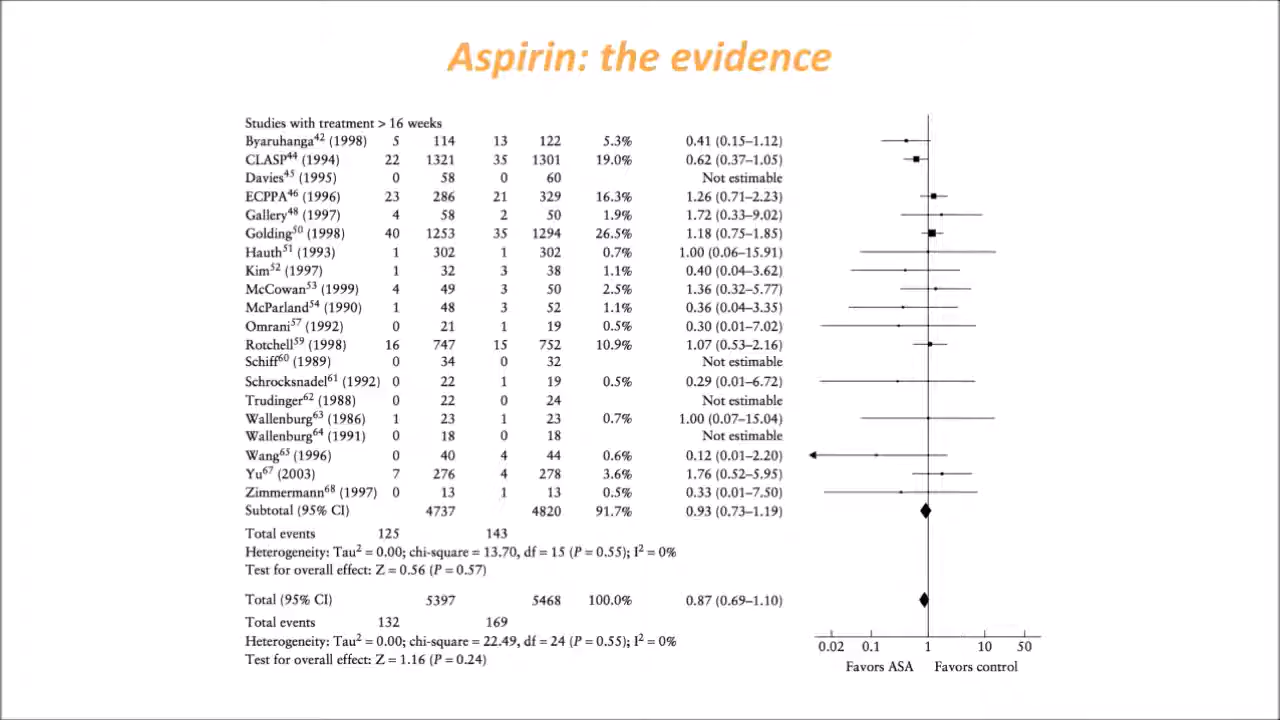 Aspirin: the evidence
Studies with treatment > 16 weeks
Byaruhanga⁴² (1998) 5 114 13 122 5.3% 0.41 (0.15–1.12)
CLASP⁴⁴ (1994) 22 1321 35 1301 19.0% 0.62 (0.37–1.05)
Davies⁴⁵ (1995) 0 58 0 60 Not estimable
ECPPA⁴⁶ (1996) 23 286 21 329 16.3% 1.26 (0.71–2.23)
Gallery⁴⁸ (1997) 4 58 2 50 1.9% 1.72 (0.33–9.02)
Golding⁵⁰ (1998) 40 1253 35 1294 26.5% 1.18 (0.75–1.85)
Hauth⁵¹ (1993) 1 302 1 302 0.7% 1.00 (0.06–15.91)
Kim⁵² (1997) 1 32 3 38 1.1% 0.40 (0.04–3.62)
McCowan⁵³ (1999) 4 49 3 50 2.5% 1.36 (0.32–5.77)
McParland⁵⁴ (1990) 1 48 3 52 1.1% 0.36 (0.04–3.35)
Omrani⁵⁷ (1992) 0 21 1 19 0.5% 0.30 (0.01–7.02)
Rotchell⁵⁹ (1998) 16 747 15 752 10.9% 1.07 (0.53–2.16)
Schiff⁶⁰ (1989) 0 34 0 32 Not estimable
Schrocksnadel⁶¹ (1992) 0 22 1 19 0.5% 0.29 (0.01–6.72)
Trudinger⁶² (1988) 0 22 0 24 Not estimable
Wallenburg⁶³ (1986) 1 23 1 23 0.7% 1.00 (0.07–15.04)
Wallenburg⁶⁴ (1991) 0 18 0 18 Not estimable
Wang⁶⁵ (1996) 0 40 4 44 0.6% 0.12 (0.01–2.20)
Yu⁶⁷ (2003) 7 276 4 278 3.6% 1.76 (0.52–5.95)
Zimmermann⁶⁸ (1997) 0 13 1 13 0.5% 0.33 (0.01–7.50)
Subtotal (95% CI) 4737 4820 91.7% 0.93 (0.73–1.19)
Total events 125 143
Heterogeneity: Tau² = 0.00; chi-square = 13.70, df = 15 (P = 0.55); I² = 0%
Test for overall effect: Z = 0.56 (P = 0.57)
Total (95% CI) 5397 5468 100.0% 0.87 (0.69–1.10)
Total events 132 169
Heterogeneity: Tau² = 0.00; chi-square = 22.49, df = 24 (P = 0.55); I² = 0%
Test for overall effect: Z = 1.16 (P = 0.24)
0.02 0.1 1 10 50
Favors ASA Favors control